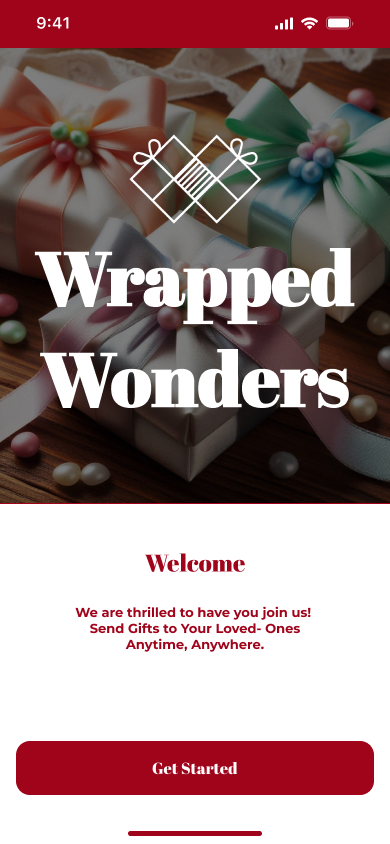 9:41
Wrapped
Wonders
Welcome
We are thrilled to have you join us!
Send Gifts to Your Loved- Ones
Anytime, Anywhere.
Get Started